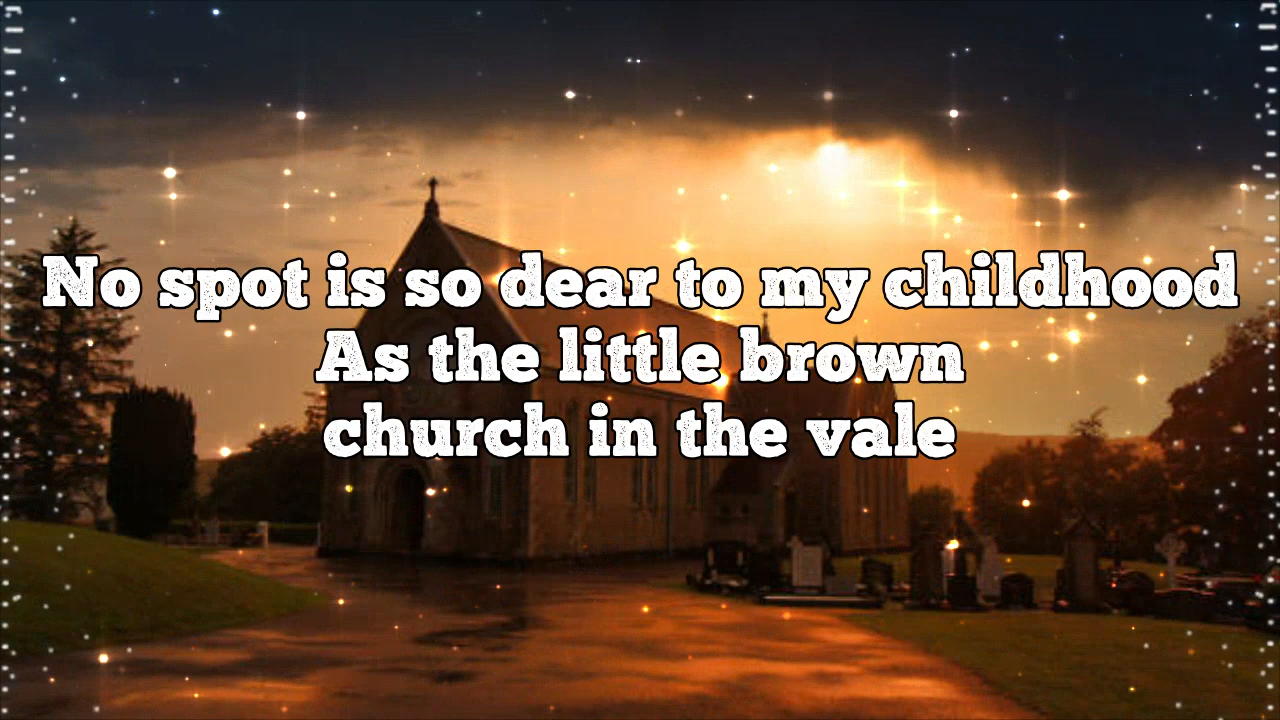 No spot is so dear to my childhood
As the little brown
church in the vale